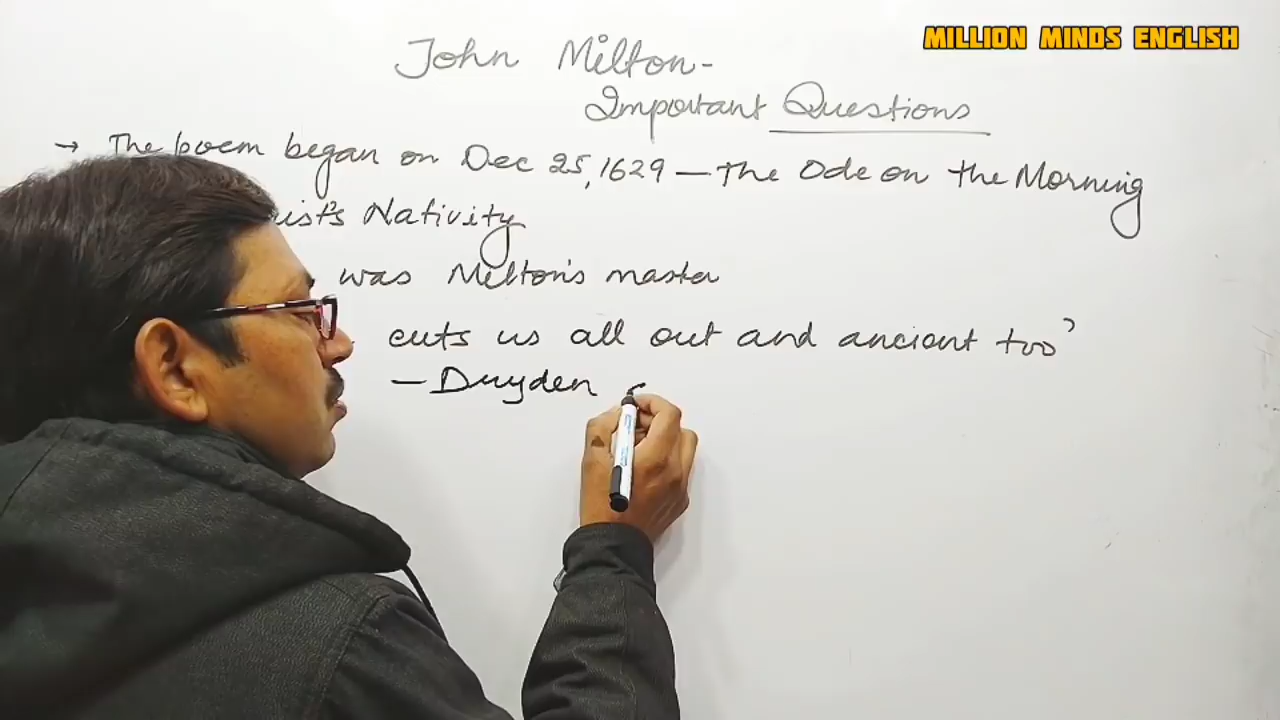 MILLION MINDS ENGLISH
John Milton-
Important Questions
→ The poem began on Dec 25, 1629 — The Ode on the Morning
ist's Nativity
was Milton's master
cuts us all out and ancient too'
— Dryden